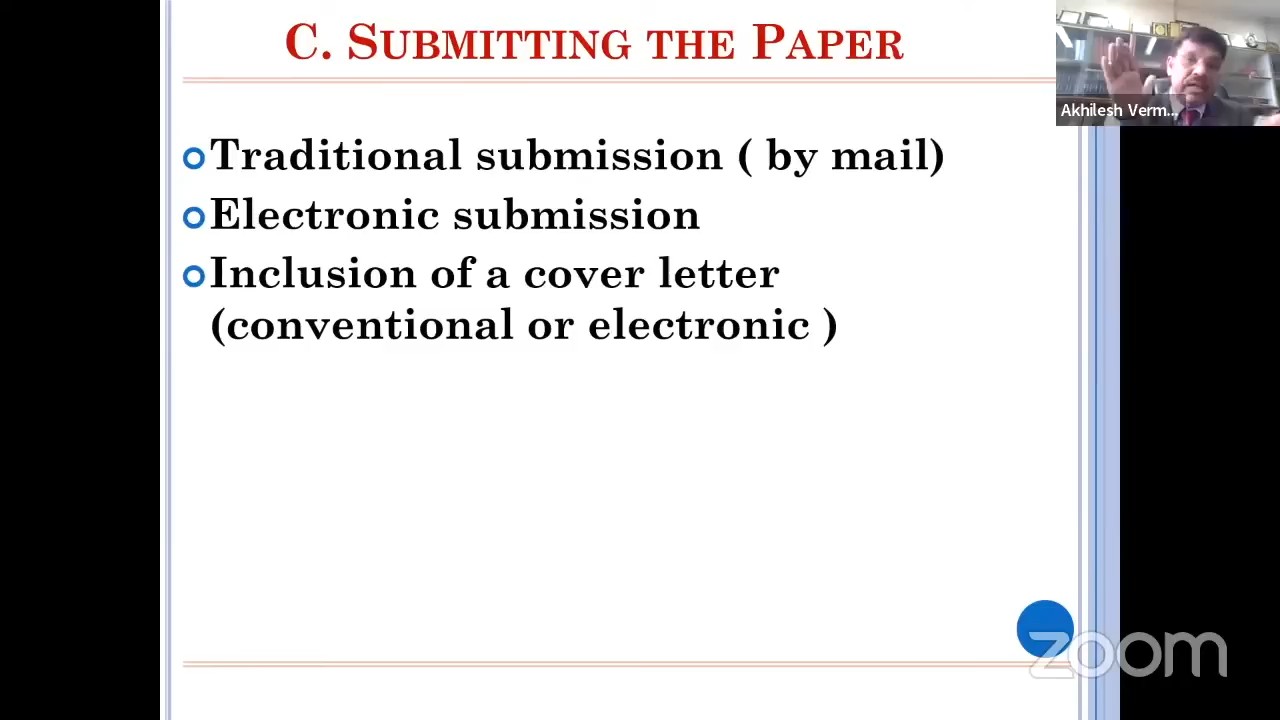 C. SUBMITTING THE PAPER
Akhilesh Verm...
Traditional submission ( by mail)
Electronic submission
Inclusion of a cover letter
(conventional or electronic )
zoom